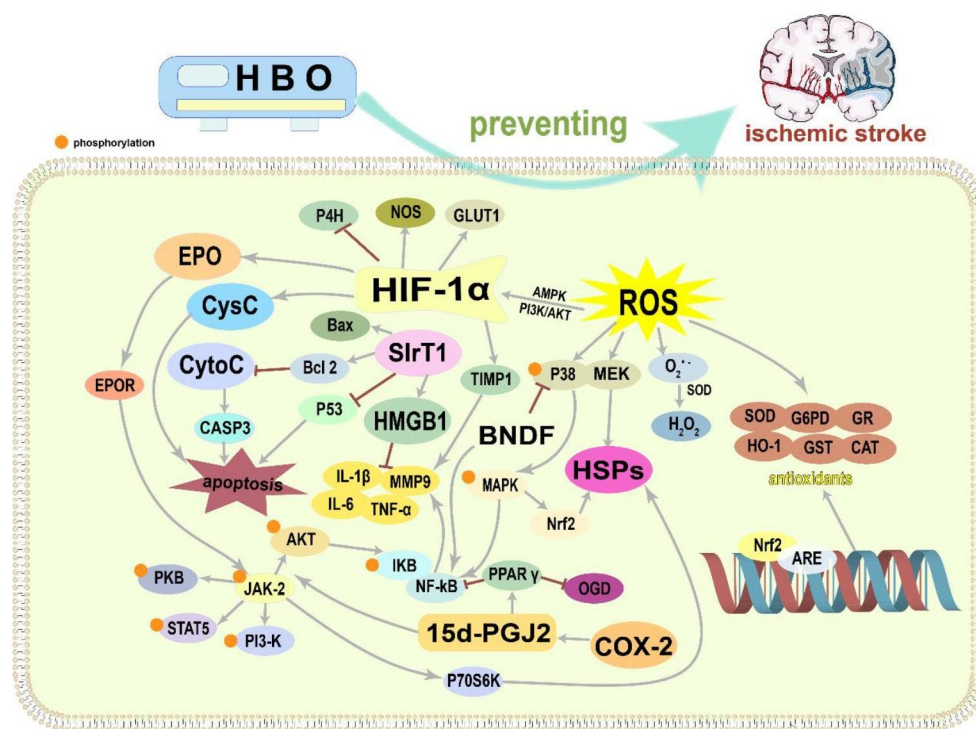 HBO
preventing
ischemic stroke
phosphorylation
P4H
NOS
GLUT1
EPO
HIF-1α
AMPK
PI3K/AKT
ROS
CysC
Bax
SIrT1
CytoC
Bcl 2
TIMP1
P38
MEK
O₂˙⁻
SOD
H₂O₂
EPOR
P53
HMGB1
BNDF
CASP3
SOD
G6PD
GR
HO-1
GST
CAT
antioxidants
apoptosis
IL-1β
MMP9
IL-6
TNF-α
MAPK
HSPs
Nrf2
AKT
IKB
NF-kB
PPAR γ
OGD
Nrf2
ARE
PKB
JAK-2
STAT5
PI3-K
15d-PGJ2
COX-2
P70S6K